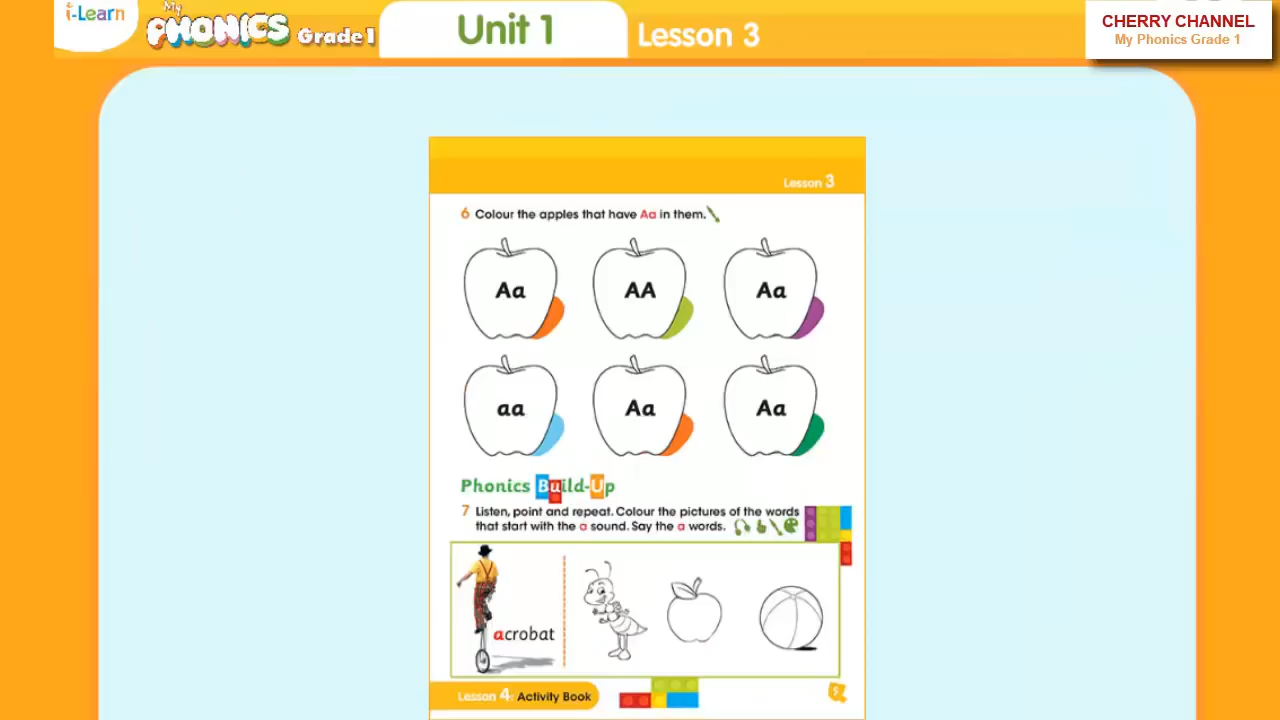 i-Learn
My
PHONICS Grade 1
Unit 1
Lesson 3
CHERRY CHANNEL
My Phonics Grade 1
Lesson 3
6 Colour the apples that have Aa in them.
Aa AA Aa
aa Aa Aa
Phonics Build-Up
7 Listen, point and repeat. Colour the pictures of the words
that start with the a sound. Say the a words.
acrobat
Lesson 4: Activity Book